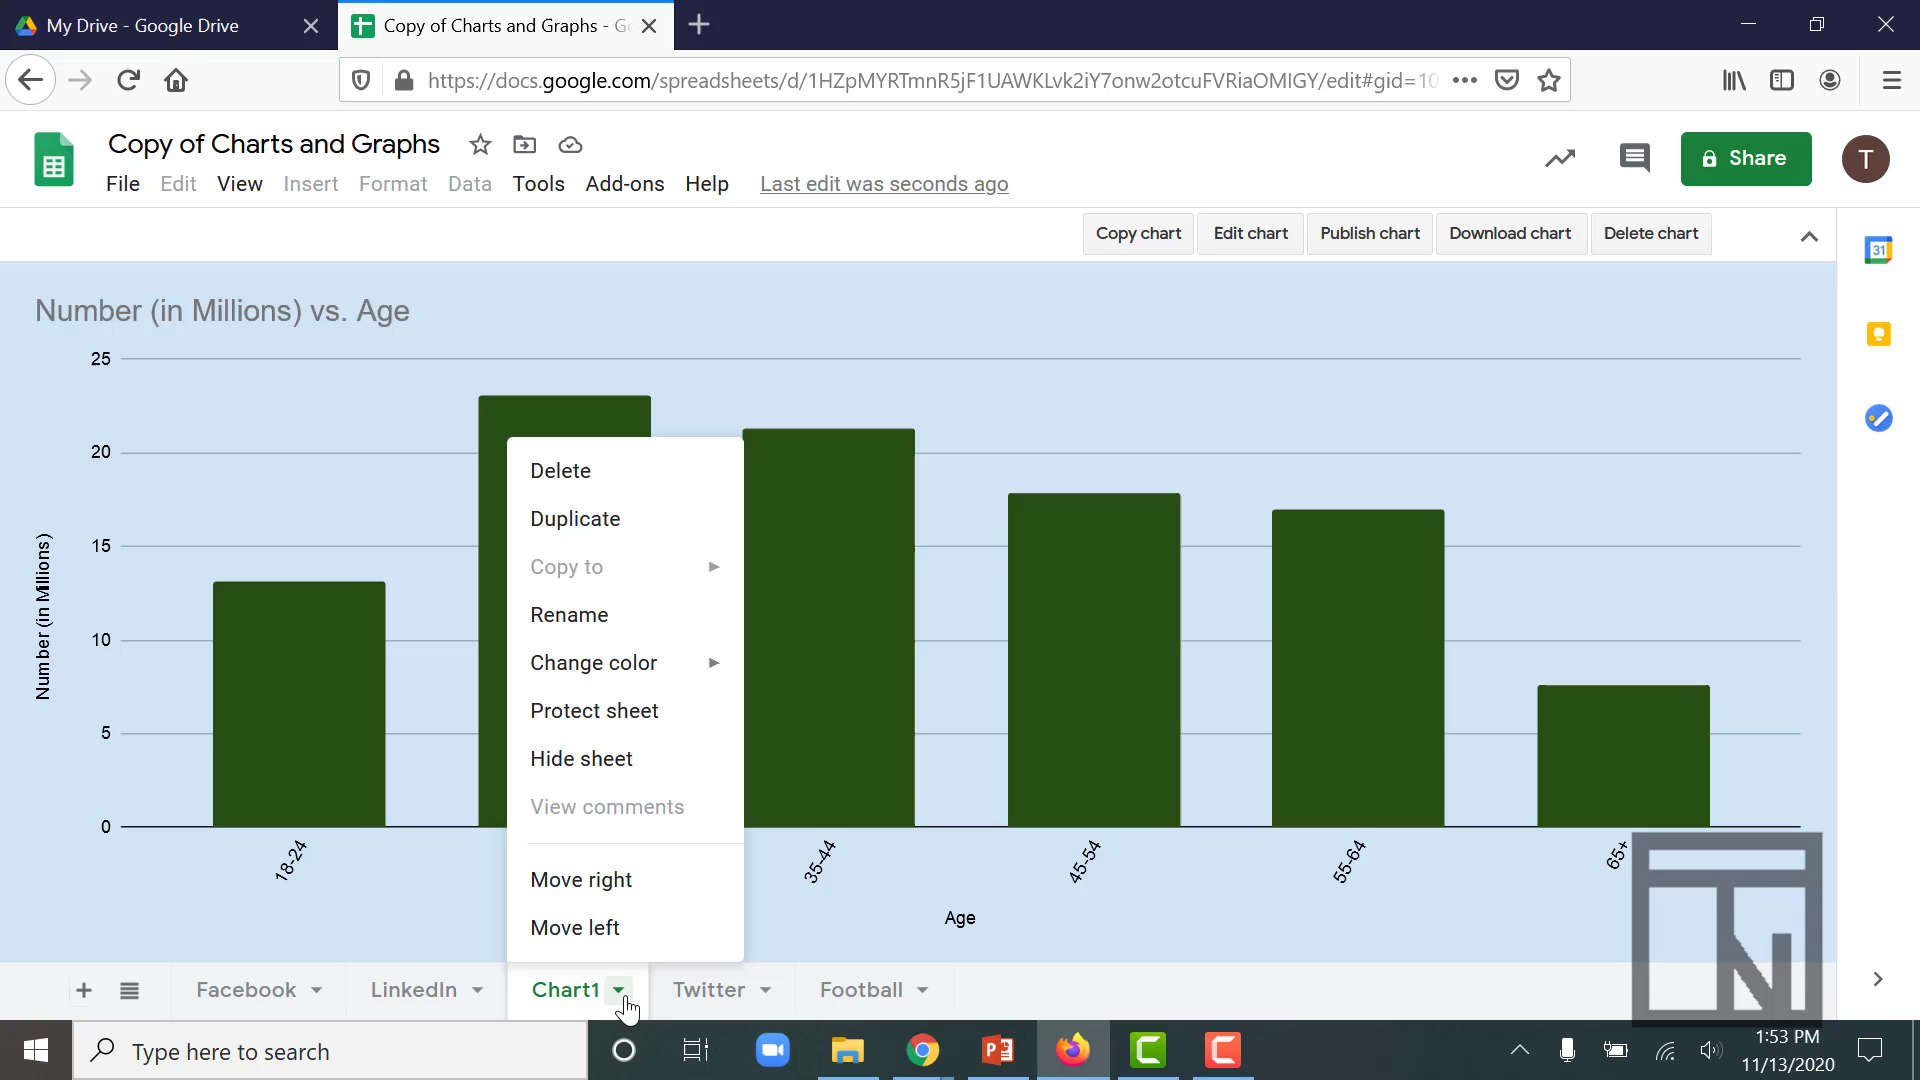 My Drive - Google Drive
Copy of Charts and Graphs - Go
https://docs.google.com/spreadsheets/d/1HZpMYRTmnR5jF1UAWKLvk2iY7onw2otcuFVRiaOMIGY/edit#gid=10
Copy of Charts and Graphs
File Edit View Insert Format Data Tools Add-ons Help Last edit was seconds ago
Share
T
Copy chart Edit chart Publish chart Download chart Delete chart
31
Number (in Millions) vs. Age
25
20
15
10
5
0
Number (in Millions)
18-24 35-44 45-54 55-64 65+
Age
Delete
Duplicate
Copy to
Rename
Change color
Protect sheet
Hide sheet
View comments
Move right
Move left
Facebook LinkedIn Chart1 Twitter Football
Type here to search
1:53 PM
11/13/2020